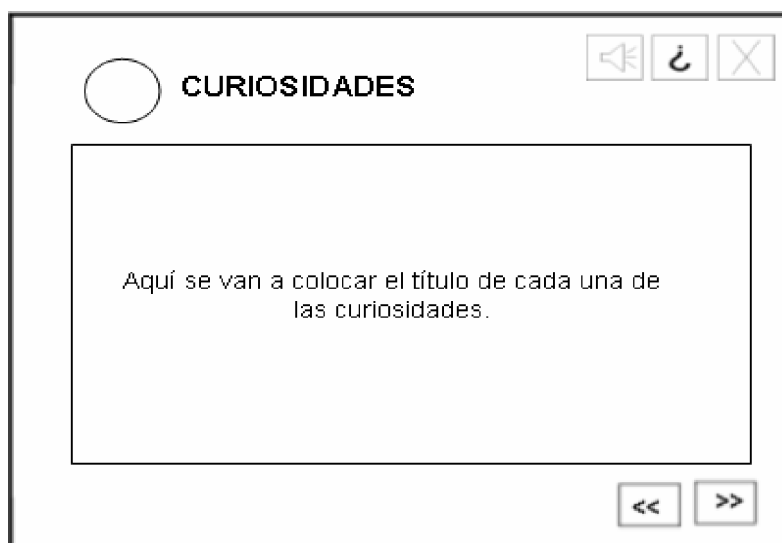 CURIOSIDADES
¿
Aquí se van a colocar el título de cada una de
las curiosidades.
<< >>